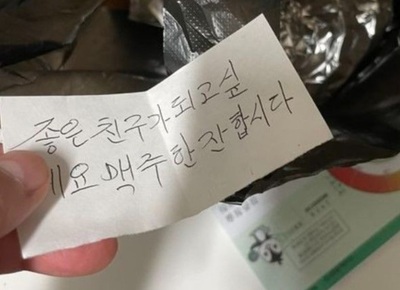 좋은 친구가 되고 싶
네요 맥주 한 잔 합시다